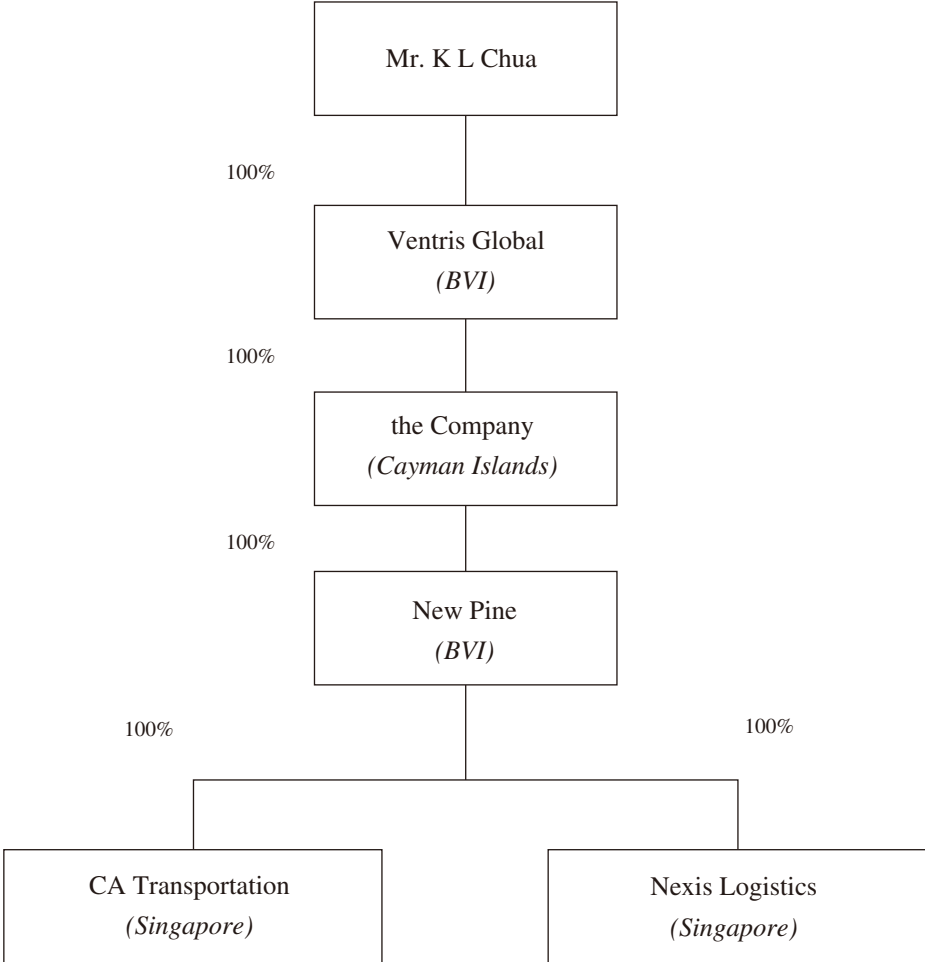 Mr. K L Chua
100%
Ventris Global
(BVI)
100%
the Company
(Cayman Islands)
100%
New Pine
(BVI)
100%
100%
CA Transportation
(Singapore)
Nexis Logistics
(Singapore)